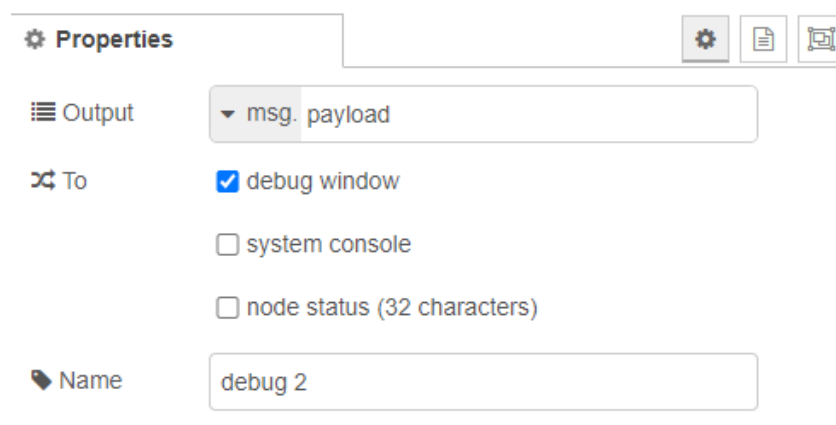 Properties
Output
msg. payload
To
debug window
system console
node status (32 characters)
Name
debug 2